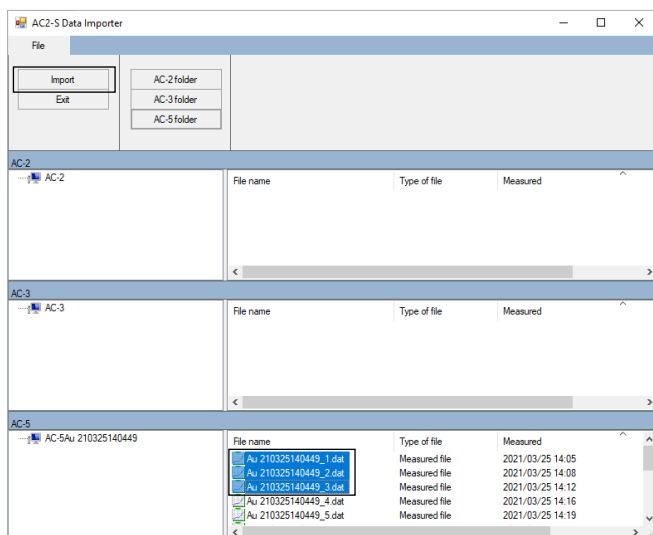 AC2-S Data Importer
File
Import
AC-2 folder
Exit
AC-3 folder
AC-5 folder
AC-2
AC-2
File name Type of file Measured
AC-3
AC-3
File name Type of file Measured
AC-5
AC-5Au 210325140449
File name Type of file Measured
Au 210325140449_1.dat Measured file 2021/03/25 14:05
Au 210325140449_2.dat Measured file 2021/03/25 14:08
Au 210325140449_3.dat Measured file 2021/03/25 14:12
Au 210325140449_4.dat Measured file 2021/03/25 14:16
Au 210325140449_5.dat Measured file 2021/03/25 14:19